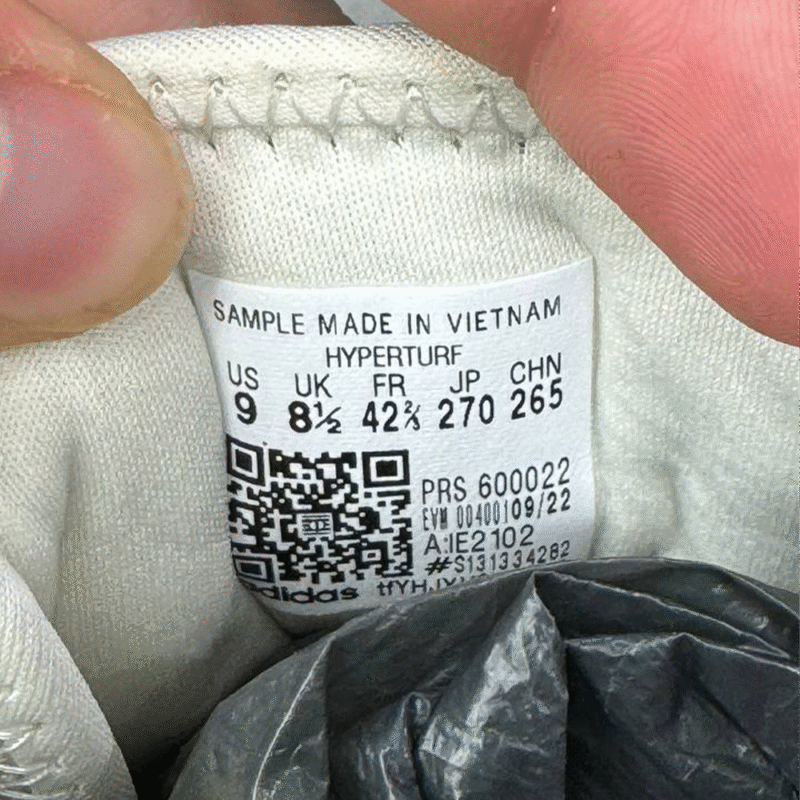 SAMPLE MADE IN VIETNAM
HYPERTURF
US UK FR JP CHN
9 8½ 42⅔ 270 265
PRS 600022
EVM 00400109/22
A:IE2102
#S131334282
adidas